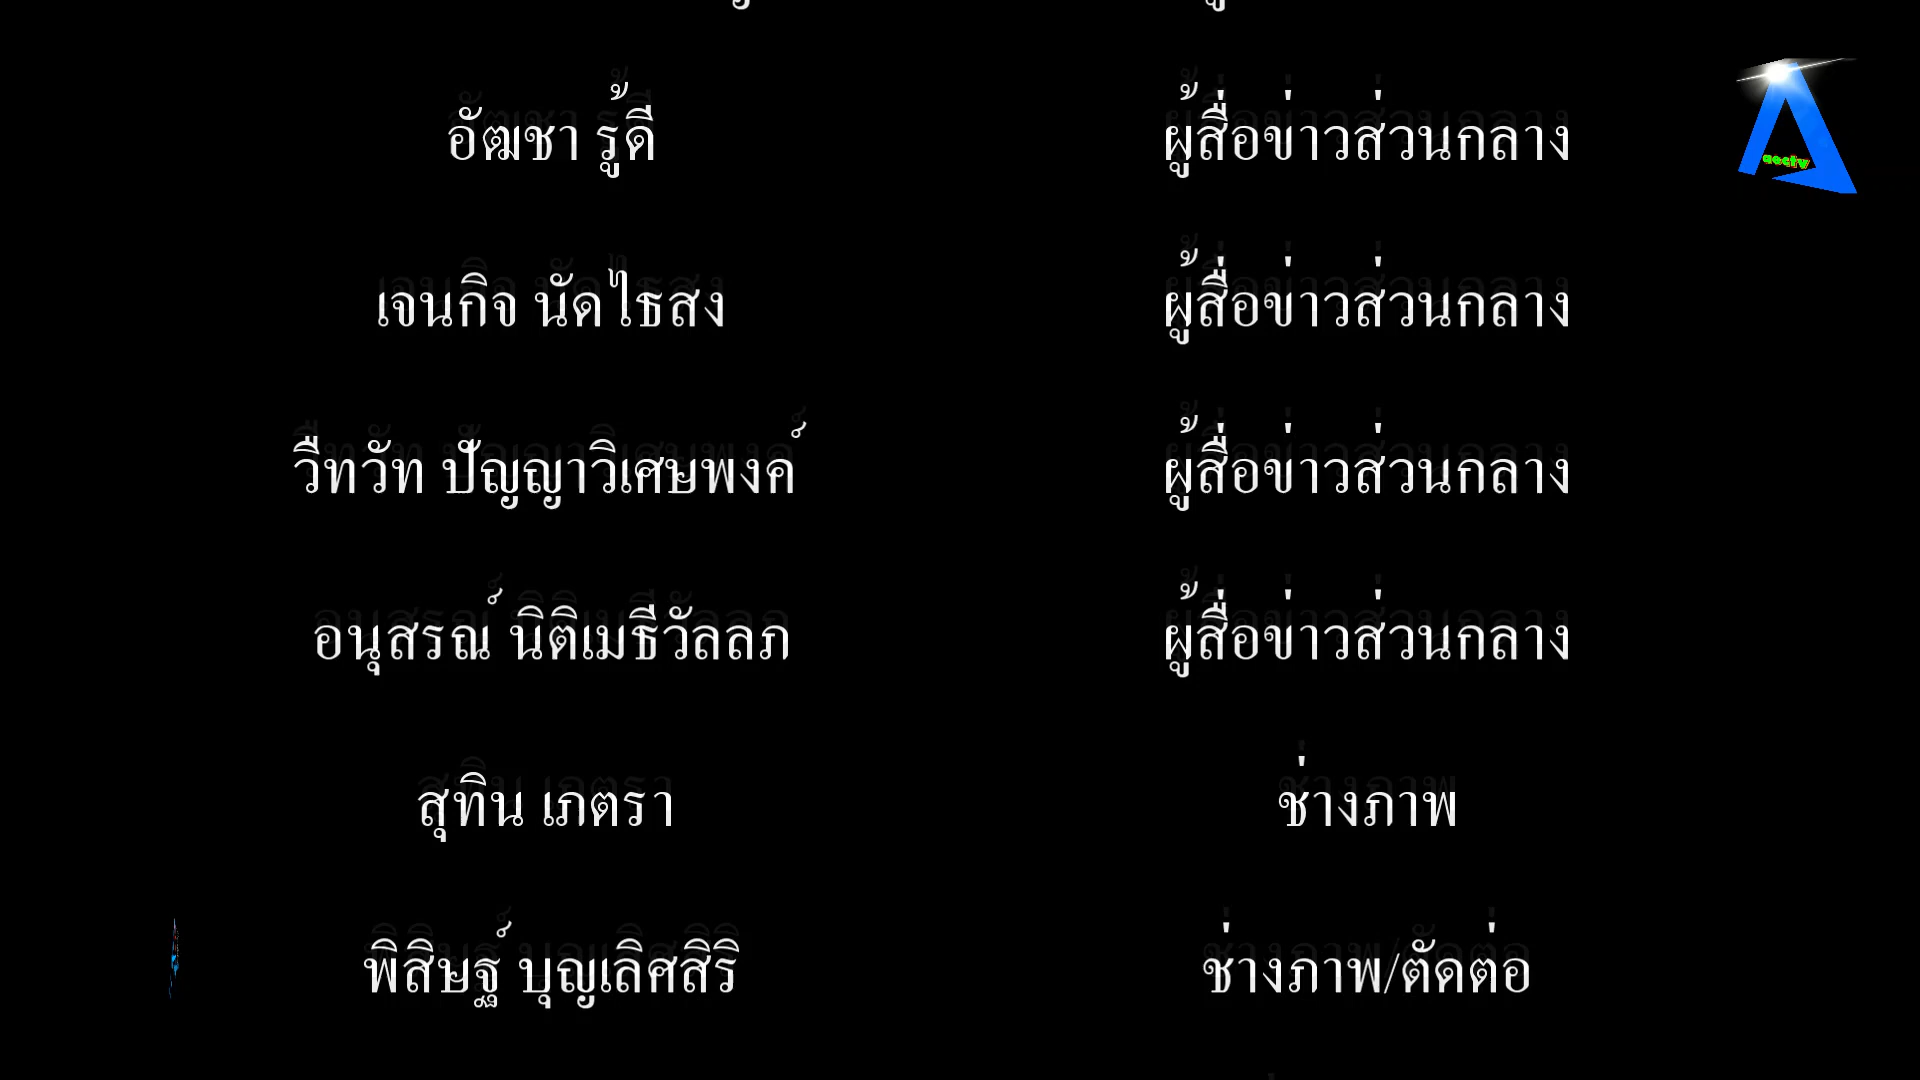 อัฒชา รู้ดี ผู้สื่อข่าวส่วนกลาง
aectv
เจนกิจ นัดไธสง ผู้สื่อข่าวส่วนกลาง
วืทวัท ปัญญาวิเศษพงค์ ผู้สื่อข่าวส่วนกลาง
อนุสรณ์ นิติเมธีวัลลภ ผู้สื่อข่าวส่วนกลาง
สุทิน เภตรา ช่างภาพ
พิสิษฐ์ บุญเลิศสิริ ช่างภาพ/ตัดต่อ